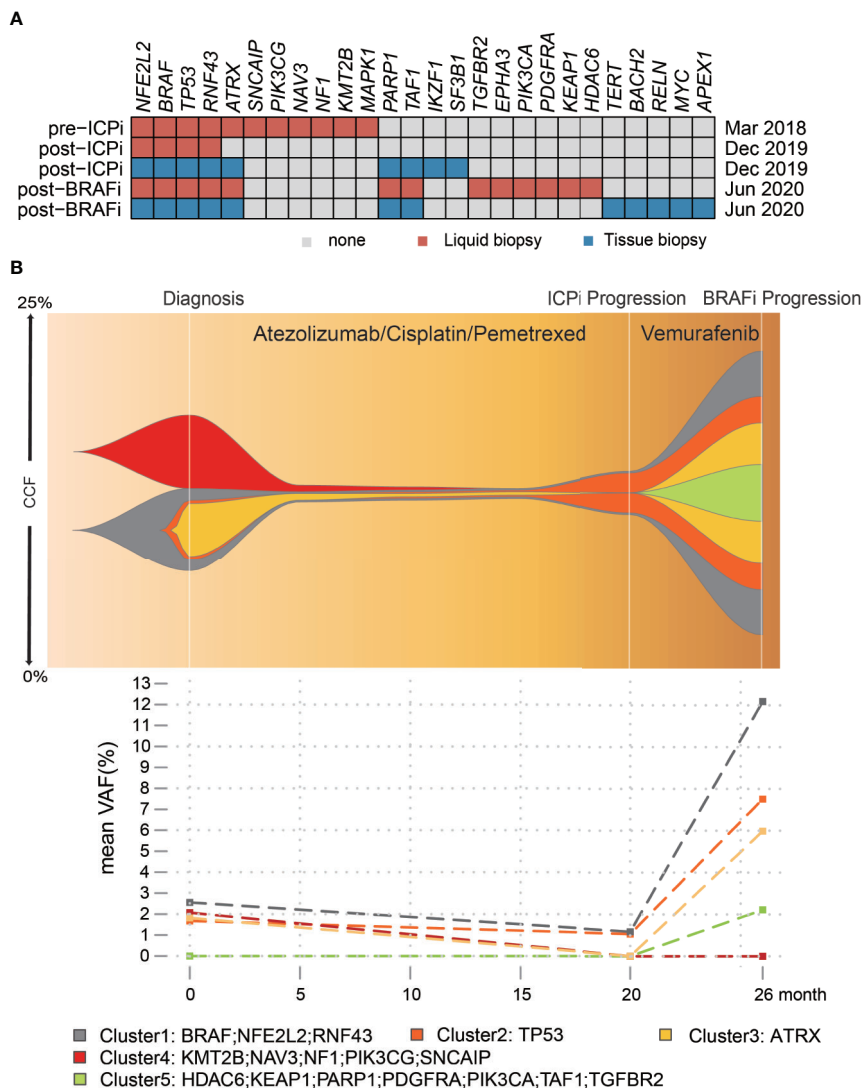 A
NFE2L2 BRAF TP53 RNF43 ATRX SNCAIP PIK3CG NAV3 NF1 KMT2B MAPK1 PARP1 TAF1 IKZF1 SF3B1 TGFBR2 EPHA3 PIK3CA PDGFRA KEAP1 HDAC6 TERT BACH2 RELN MYC APEX1
pre−ICPi Mar 2018
post−ICPi Dec 2019
post−ICPi Dec 2019
post−BRAFi Jun 2020
post−BRAFi Jun 2020
none Liquid biopsy Tissue biopsy
B
25% Diagnosis ICPi Progression BRAFi Progression
Atezolizumab/Cisplatin/Pemetrexed Vemurafenib
CCF
0%
mean VAF(%)
13
12
11
10
9
8
7
6
5
4
3
2
1
0
0 5 10 15 20 26 month
Cluster1: BRAF;NFE2L2;RNF43 Cluster2: TP53 Cluster3: ATRX
Cluster4: KMT2B;NAV3;NF1;PIK3CG;SNCAIP
Cluster5: HDAC6;KEAP1;PARP1;PDGFRA;PIK3CA;TAF1;TGFBR2